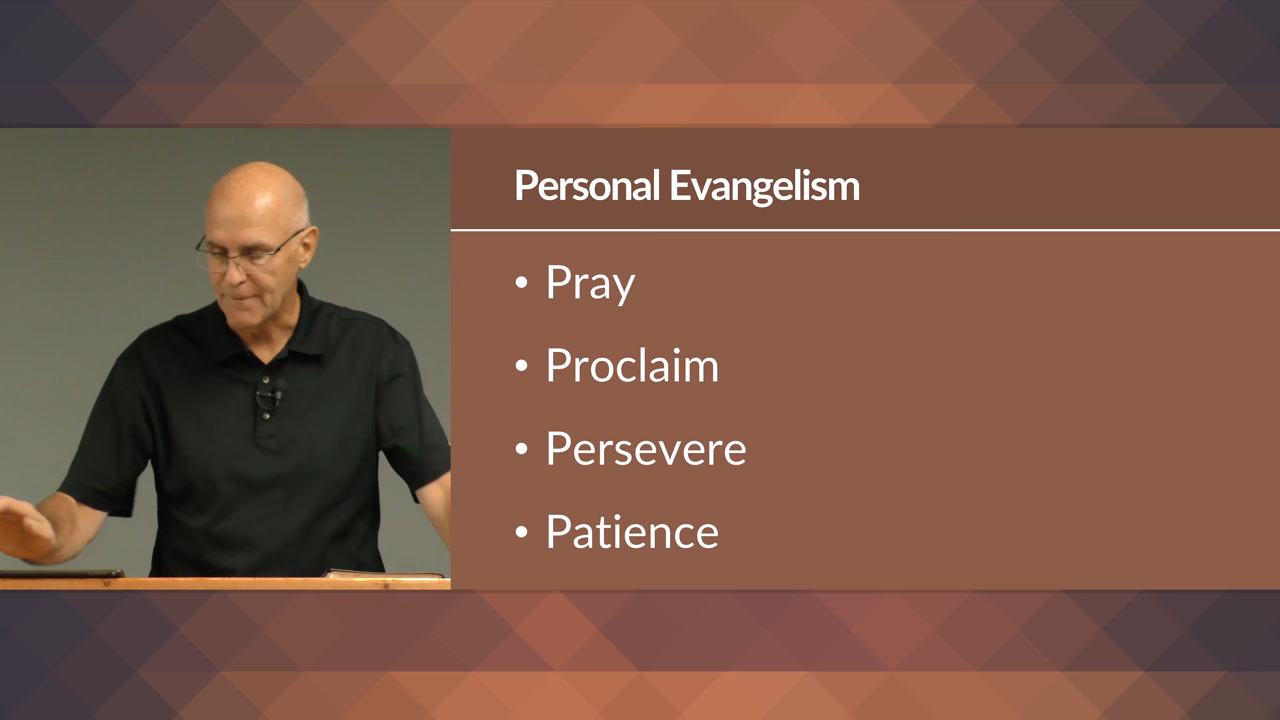 Personal Evangelism
• Pray
• Proclaim
• Persevere
• Patience